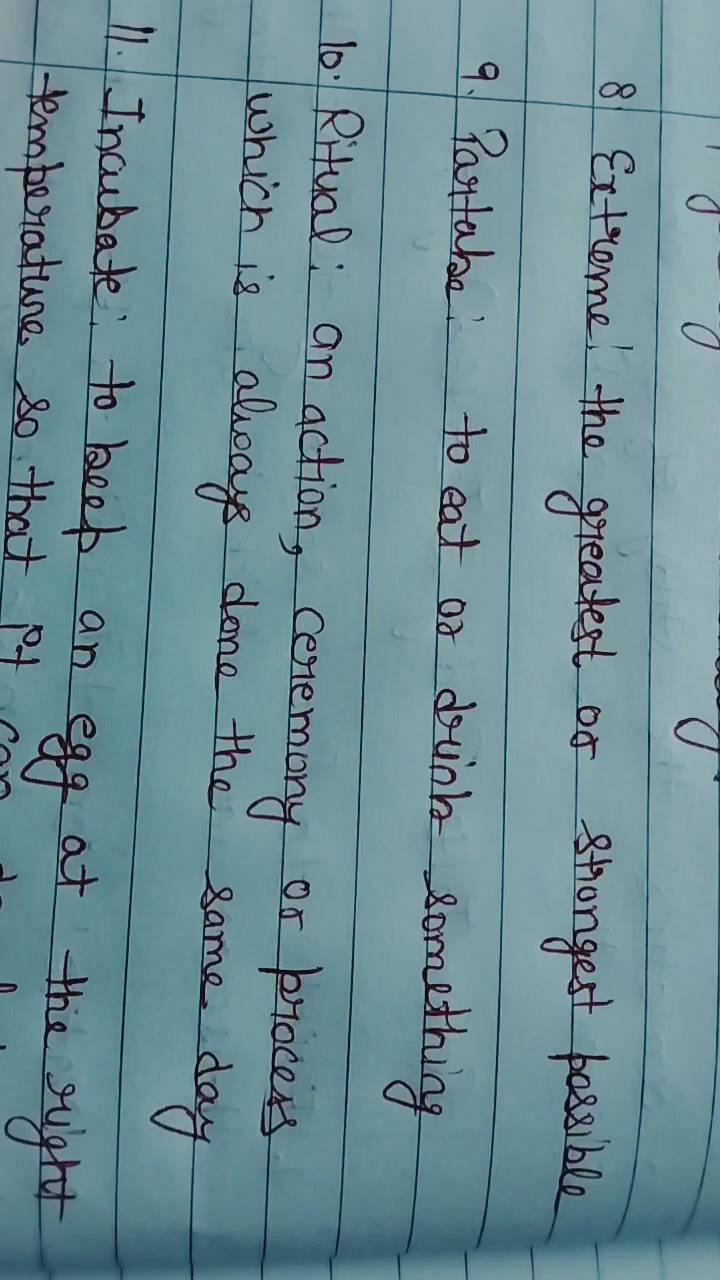 8. Extreme: the greatest or strongest possible
9. Partake: to eat or drink something
10. Ritual: an action, ceremony or process
which is always done the same day
11. Incubate: to keep an egg at the right
temperature so that it can